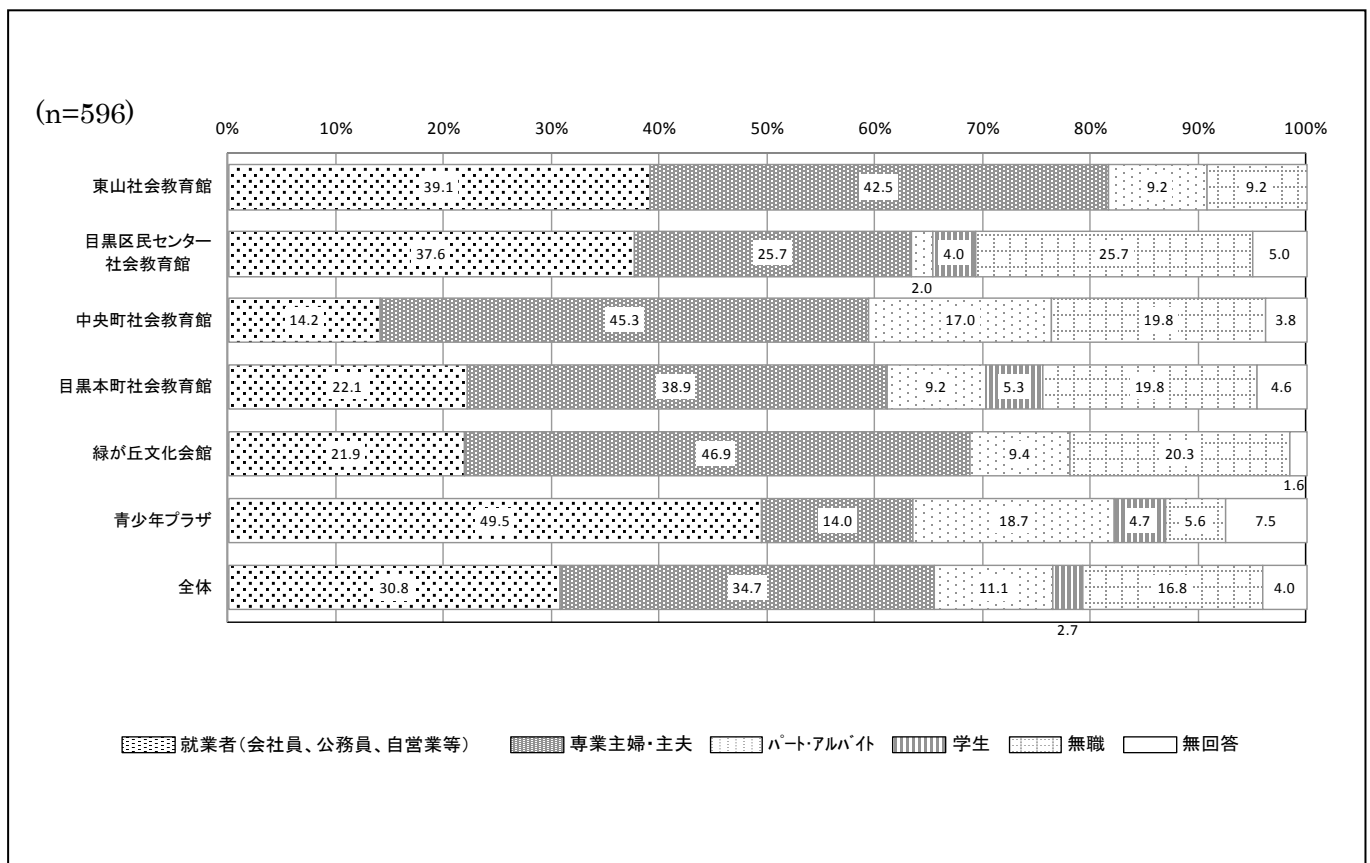 (n=596)
0% 10% 20% 30% 40% 50% 60% 70% 80% 90% 100%
東山社会教育館 39.1 42.5 9.2 9.2
目黒区民センター
社会教育館 37.6 25.7 2.0 4.0 25.7 5.0
中央町社会教育館 14.2 45.3 17.0 19.8 3.8
目黒本町社会教育館 22.1 38.9 9.2 5.3 19.8 4.6
緑が丘文化会館 21.9 46.9 9.4 20.3 1.6
青少年プラザ 49.5 14.0 18.7 4.7 5.6 7.5
全体 30.8 34.7 11.1 2.7 16.8 4.0
就業者(会社員、公務員、自営業等) 専業主婦・主夫 ﾊﾟｰﾄ・ｱﾙﾊﾞｲﾄ 学生 無職 無回答